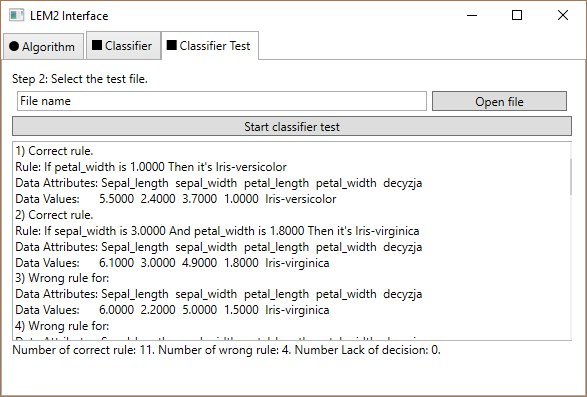 LEM2 Interface
Algorithm
Classifier
Classifier Test
Step 2: Select the test file.
File name
Open file
Start classifier test
1) Correct rule.
Rule: If petal_width is 1.0000 Then it's Iris-versicolor
Data Attributes: Sepal_length sepal_width petal_length petal_width decyzja
Data Values: 5.5000 2.4000 3.7000 1.0000 Iris-versicolor
2) Correct rule.
Rule: If sepal_width is 3.0000 And petal_width is 1.8000 Then it's Iris-virginica
Data Attributes: Sepal_length sepal_width petal_length petal_width decyzja
Data Values: 6.1000 3.0000 4.9000 1.8000 Iris-virginica
3) Wrong rule for:
Data Attributes: Sepal_length sepal_width petal_length petal_width decyzja
Data Values: 6.0000 2.2000 5.0000 1.5000 Iris-virginica
4) Wrong rule for:
Number of correct rule: 11. Number of wrong rule: 4. Number Lack of decision: 0.